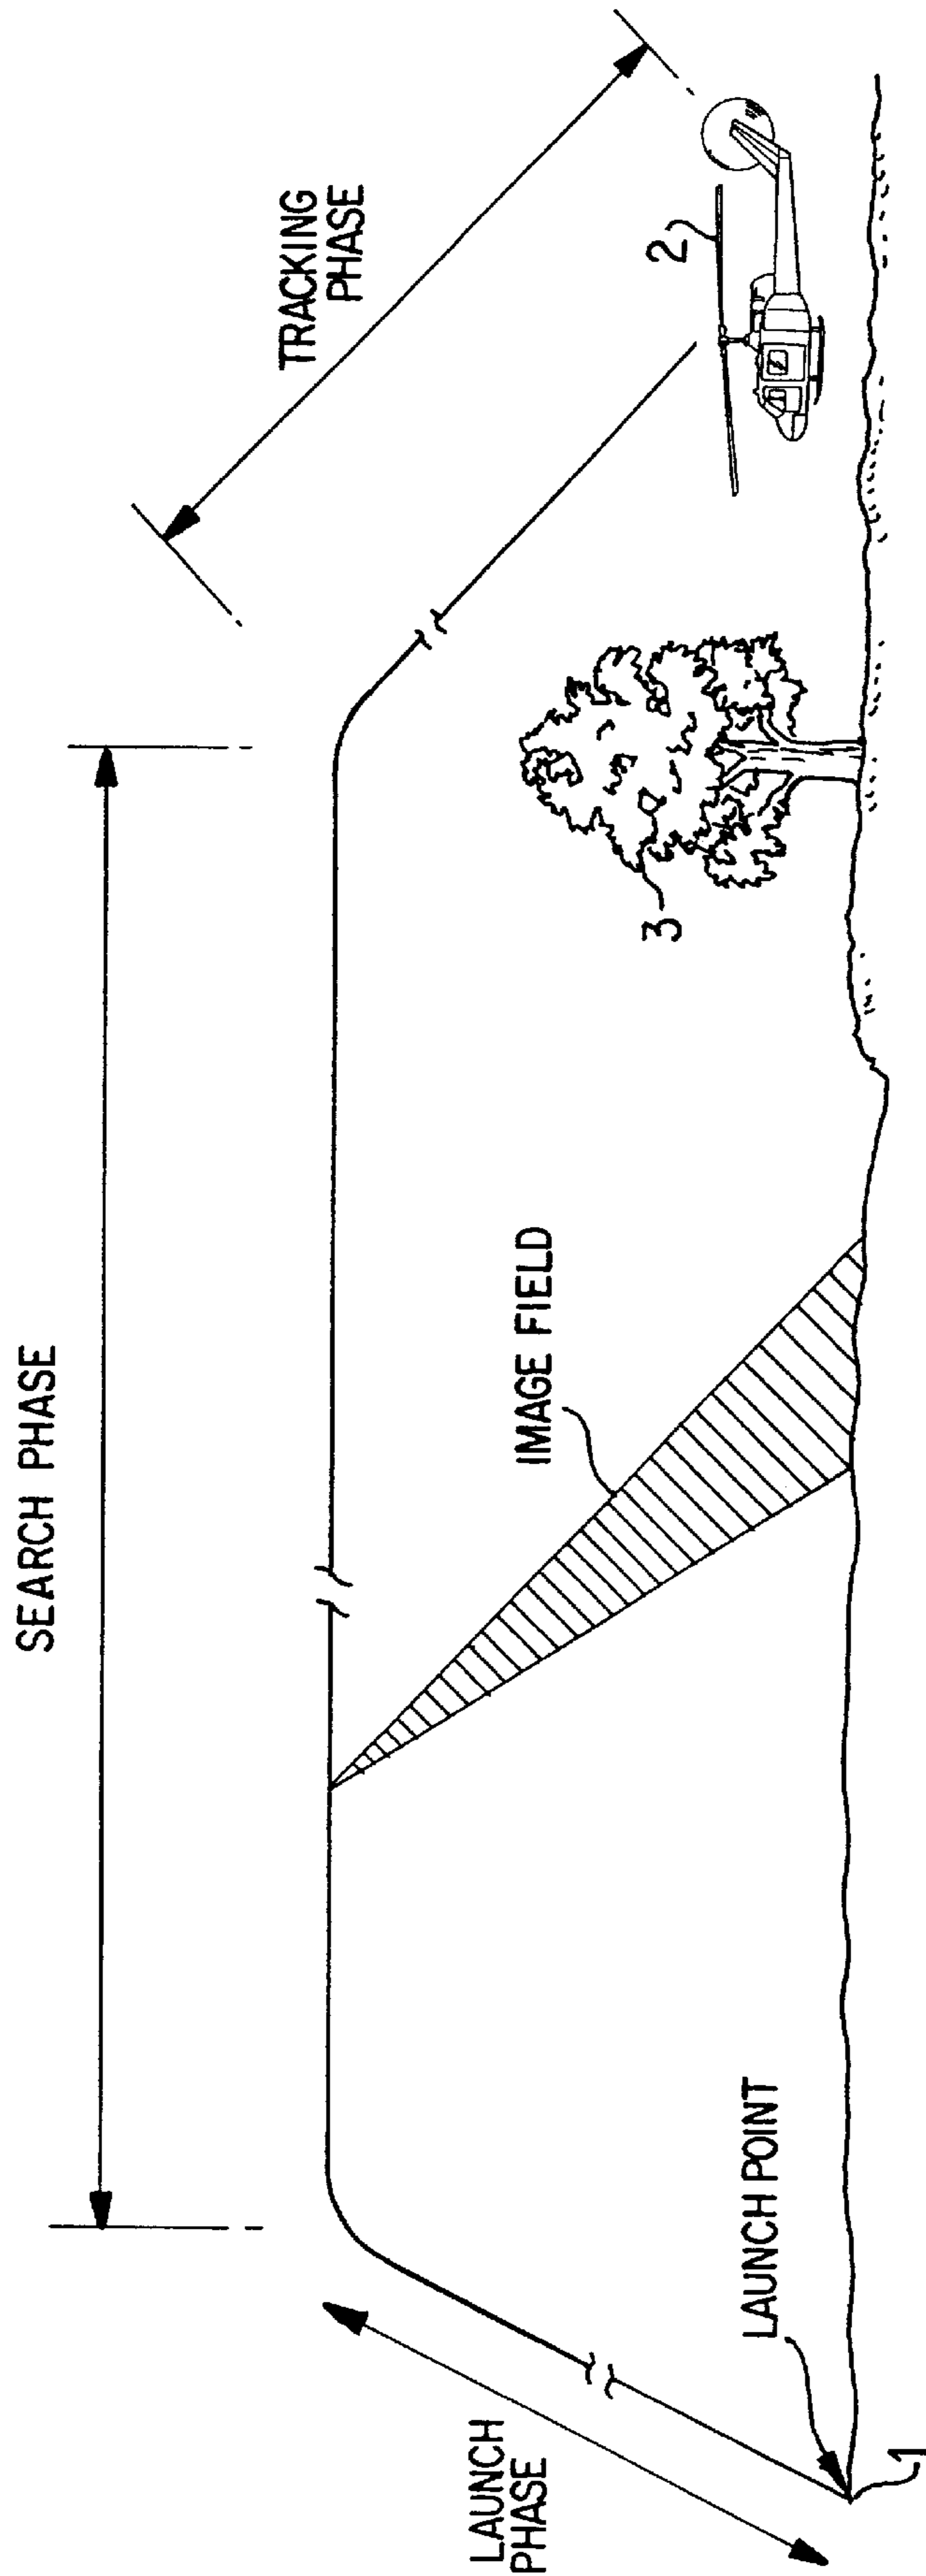 SEARCH PHASE
TRACKING
PHASE
IMAGE FIELD
2
3
LAUNCH
PHASE
LAUNCH POINT
1